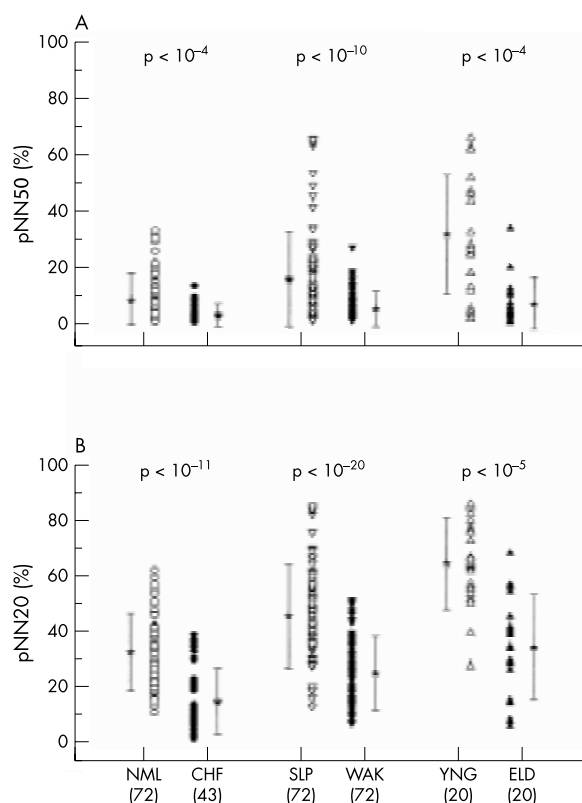 A
100
80
60
40
20
0
pNN50 (%)
p < 10⁻⁴
p < 10⁻¹⁰
p < 10⁻⁴
B
100
80
60
40
20
0
pNN20 (%)
p < 10⁻¹¹
p < 10⁻²⁰
p < 10⁻⁵
NML CHF SLP WAK YNG ELD
(72) (43) (72) (72) (20) (20)